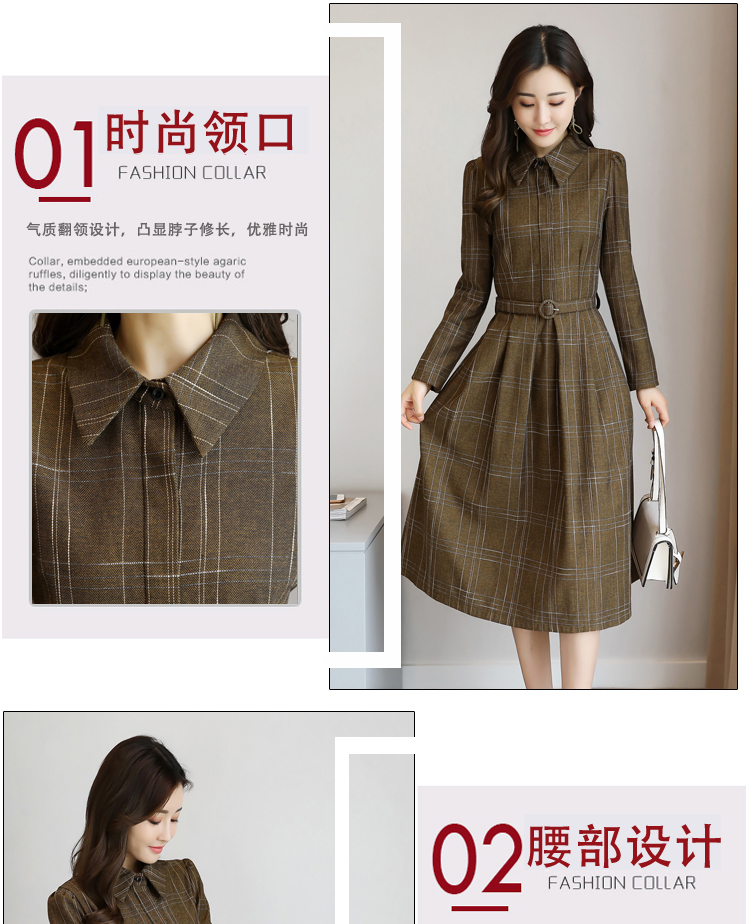 01 时尚领口
FASHION COLLAR
气质翻领设计，凸显脖子修长，优雅时尚
Collar, embedded european-style agaric
ruffles, diligently to display the beauty of
the details;
02 腰部设计
FASHION COLLAR